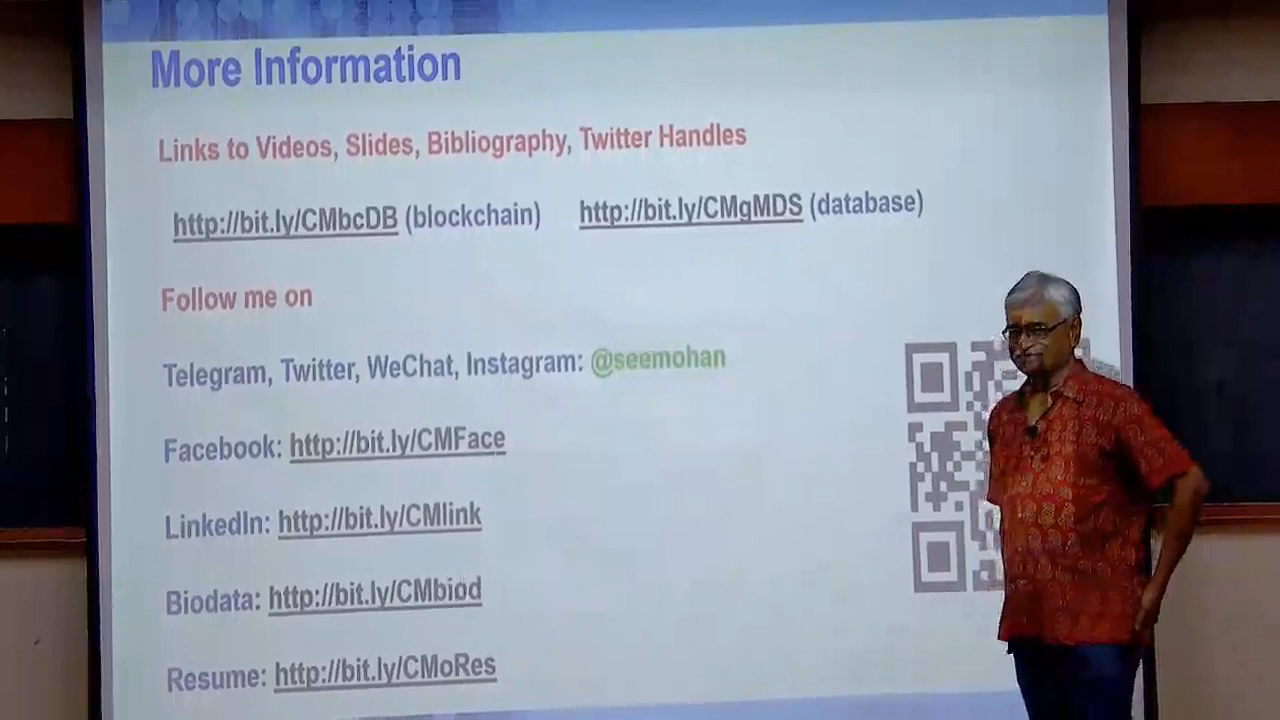 More Information
Links to Videos, Slides, Bibliography, Twitter Handles
http://bit.ly/CMbcDB (blockchain) http://bit.ly/CMgMDS (database)
Follow me on
Telegram, Twitter, WeChat, Instagram: @seemohan
Facebook: http://bit.ly/CMFace
LinkedIn: http://bit.ly/CMlink
Biodata: http://bit.ly/CMbiod
Resume: http://bit.ly/CMoRes